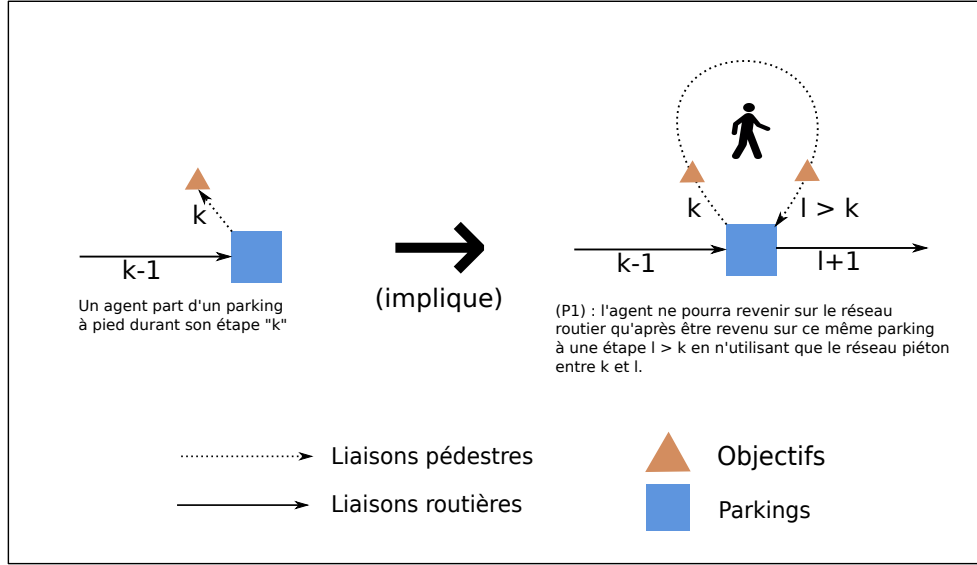 k
k-1
Un agent part d'un parking
à pied durant son étape "k"
(implique)
k
l > k
k-1
l+1
(P1) : l'agent ne pourra revenir sur le réseau
routier qu'après être revenu sur ce même parking
à une étape l > k en n'utilisant que le réseau piéton
entre k et l.
Liaisons pédestres
Liaisons routières
Objectifs
Parkings